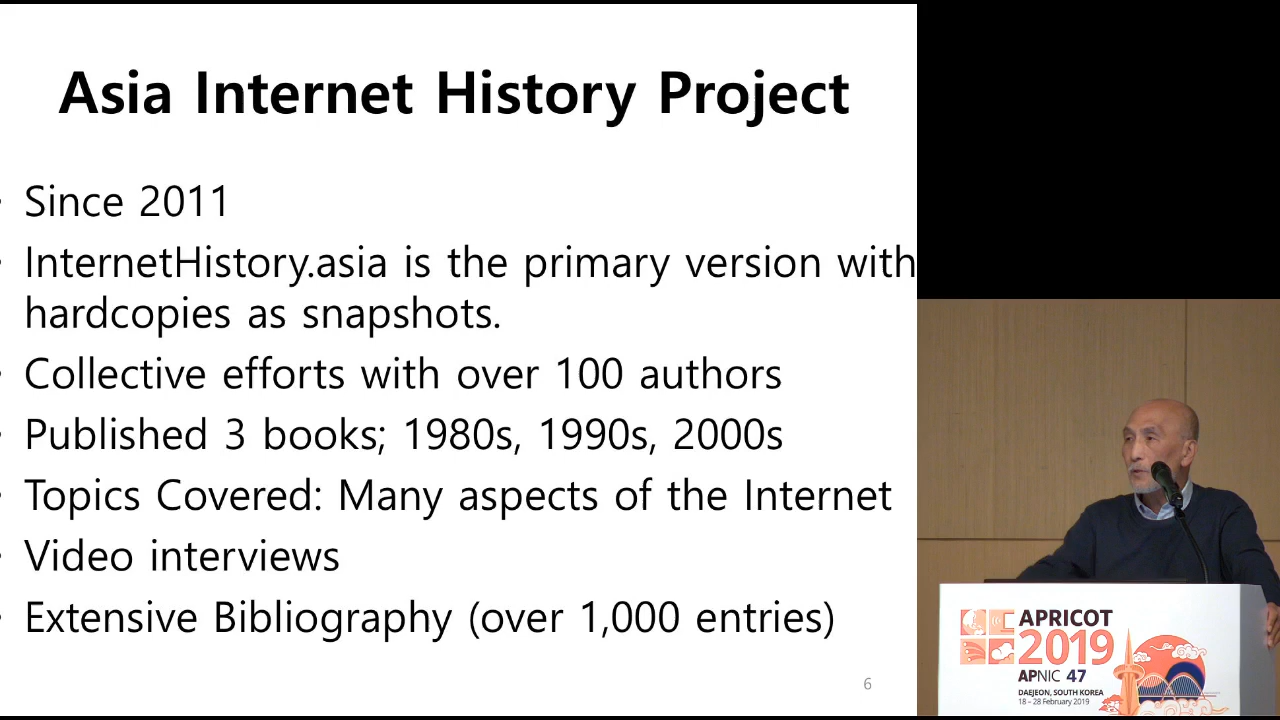 Asia Internet History Project
• Since 2011
• InternetHistory.asia is the primary version with
hardcopies as snapshots.
• Collective efforts with over 100 authors
• Published 3 books; 1980s, 1990s, 2000s
• Topics Covered: Many aspects of the Internet
• Video interviews
• Extensive Bibliography (over 1,000 entries)
6
APRICOT
2019
APNIC 47
DAEJEON, SOUTH KOREA
18 – 28 February 2019